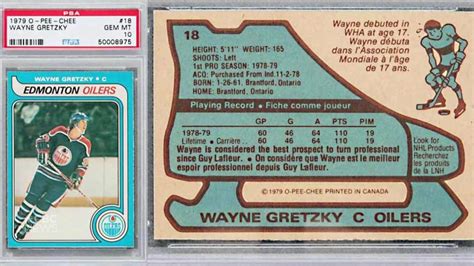 PSA
1979 O - PEE - CHEE #18
WAYNE GRETZKY GEM MT
10
50008975
WAYNE GRETZKY • C
EDMONTON OILERS
OILERS
18
HEIGHT: 5'11" WEIGHT: 165
SHOOTS: Left
1st PRO SEASON: 1978-79
ACQUIRED: Purchased From Ind.11-2-78
BORN: 1-26-61 Brantford, Ontario
HOME: Brantford, Ontario
Wayne debuted in
WHA at age 17.
Wayne débuta
dans l'Association
Mondiale à l'âge
de 17 ans.
Playing Record • Fiche comme joueur
GP G A PTS PIM
1978-79 60 46 64 110 19
Lifetime • Carrière 60 46 64 110 19
Wayne is considered the best prospect to turn professional
since Guy Lafleur. • On considère que Wayne est le meilleur
espoir professionnel depuis Guy Lafleur.
Look for
NHL Products
Recherchez
les produits
de la LNH
©1979 O-PEE-CHEE PRINTED IN CANADA
WAYNE GRETZKY C OILERS